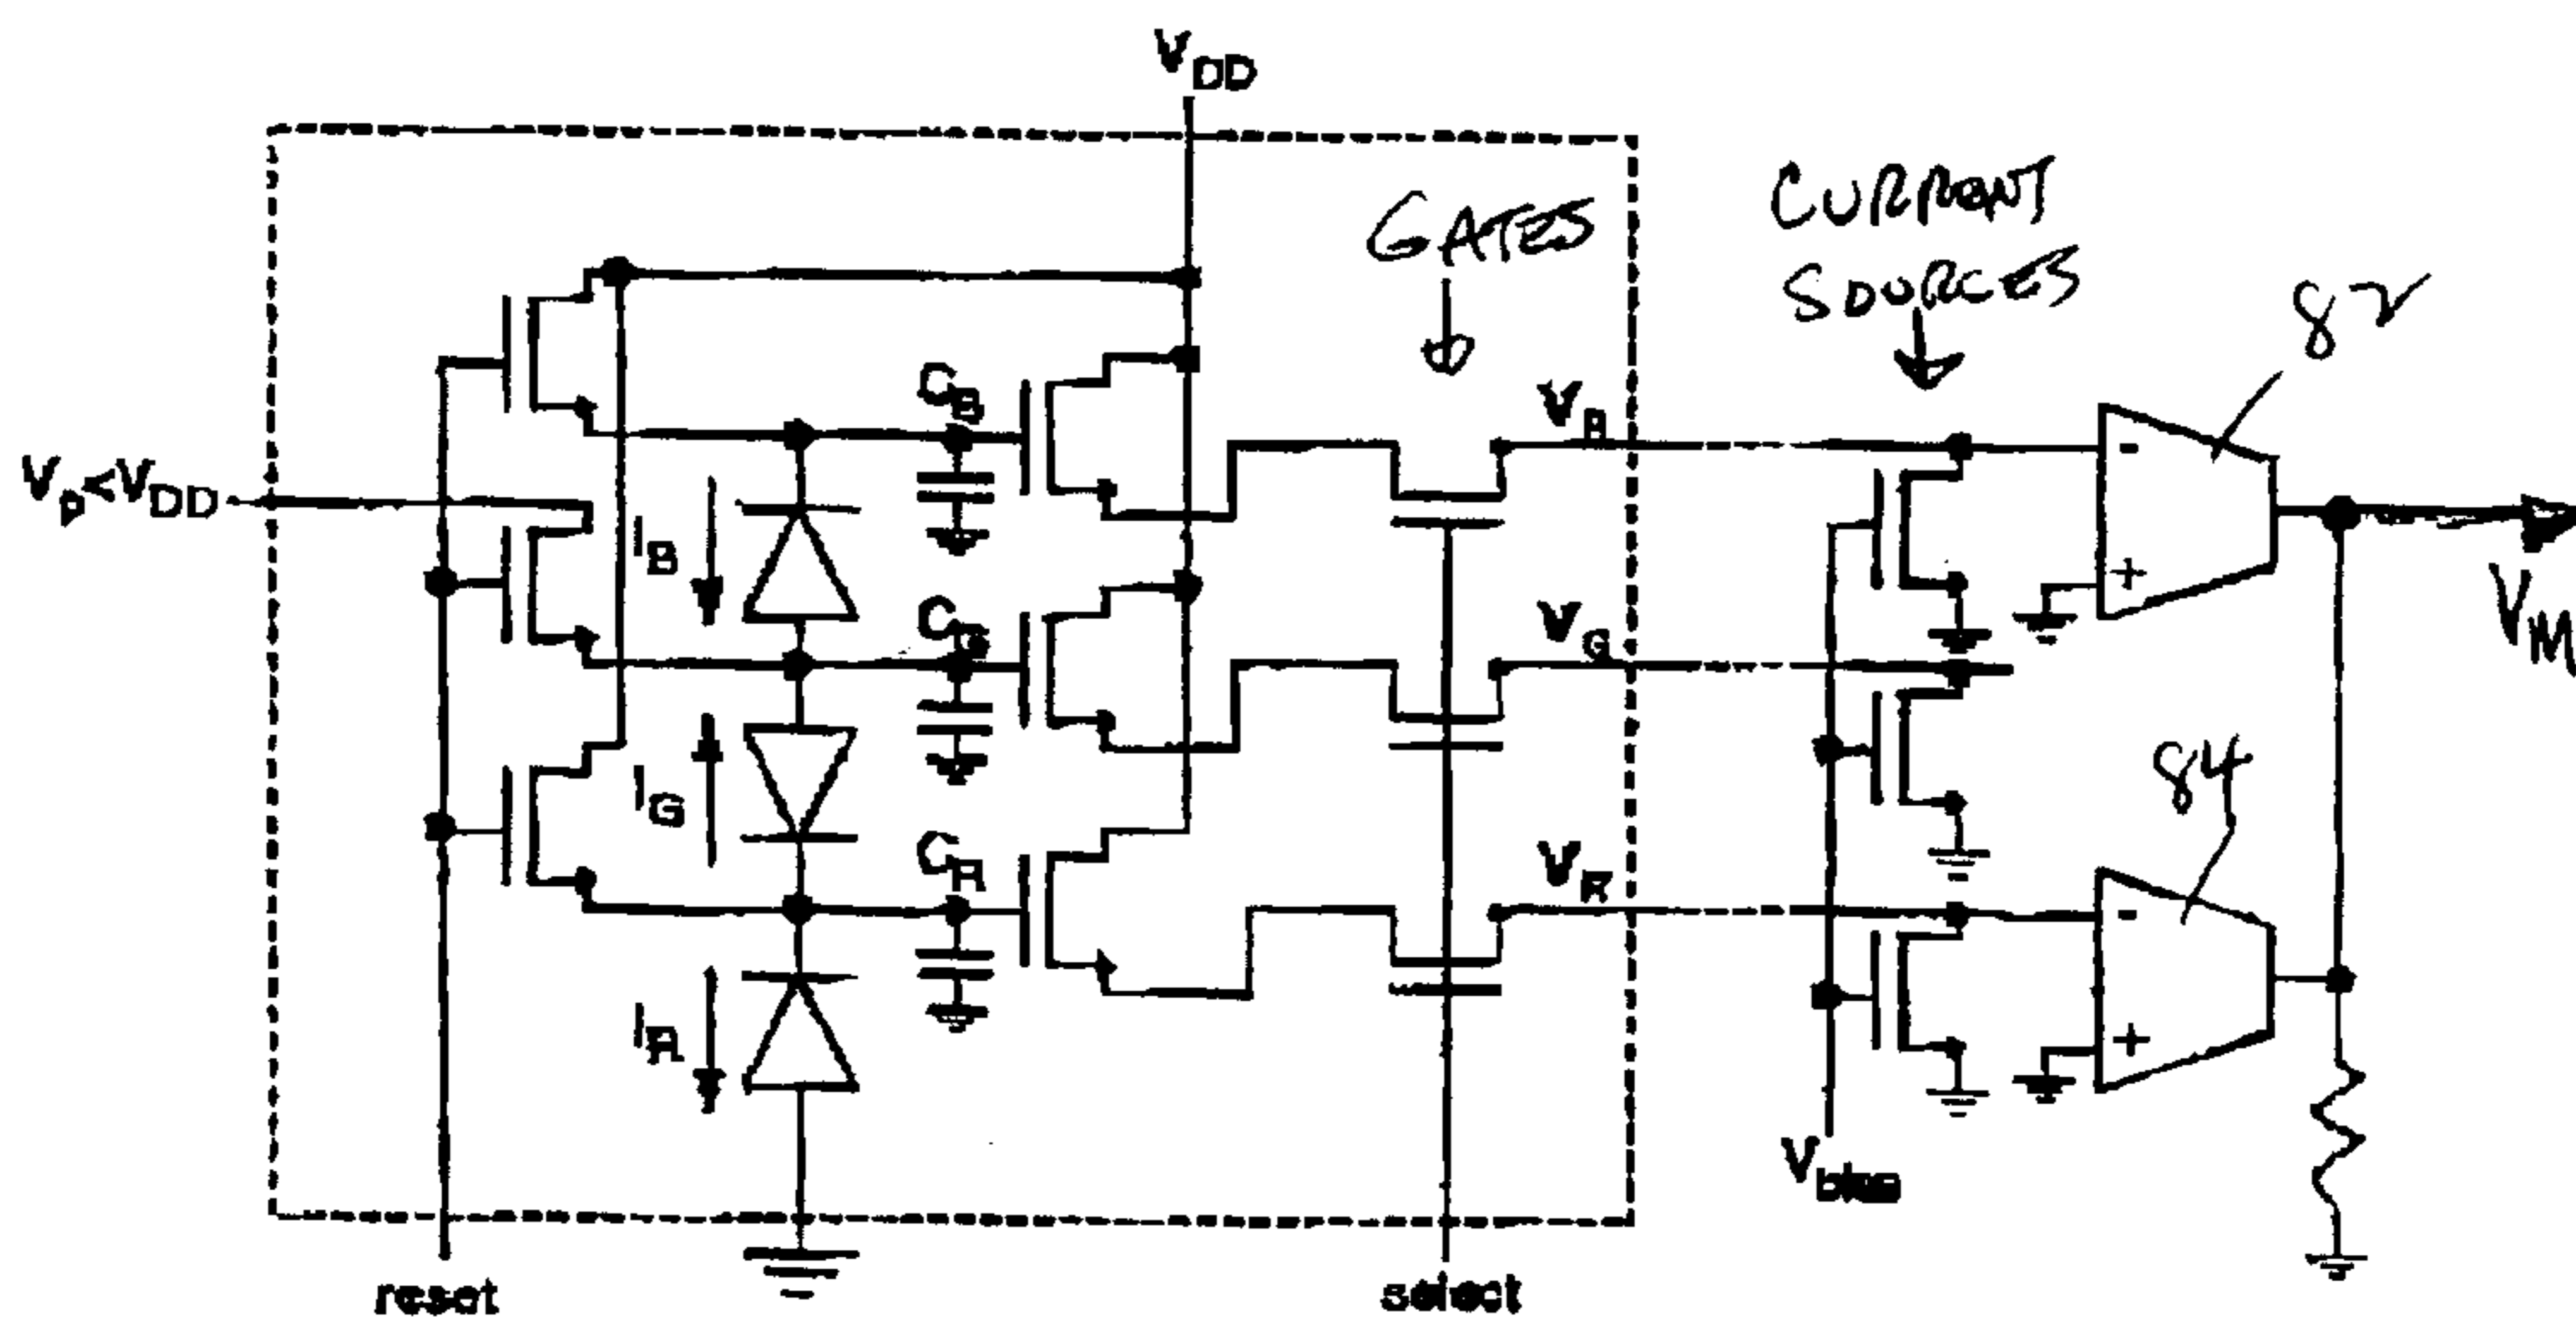 VDD
GATES
CURRENT
SOURCES
82
Vp<VDD
CB
VB
-
+
IB
CG
VG
VM
IG
84
CR
VR
-
+
IR
Vbias
reset
select